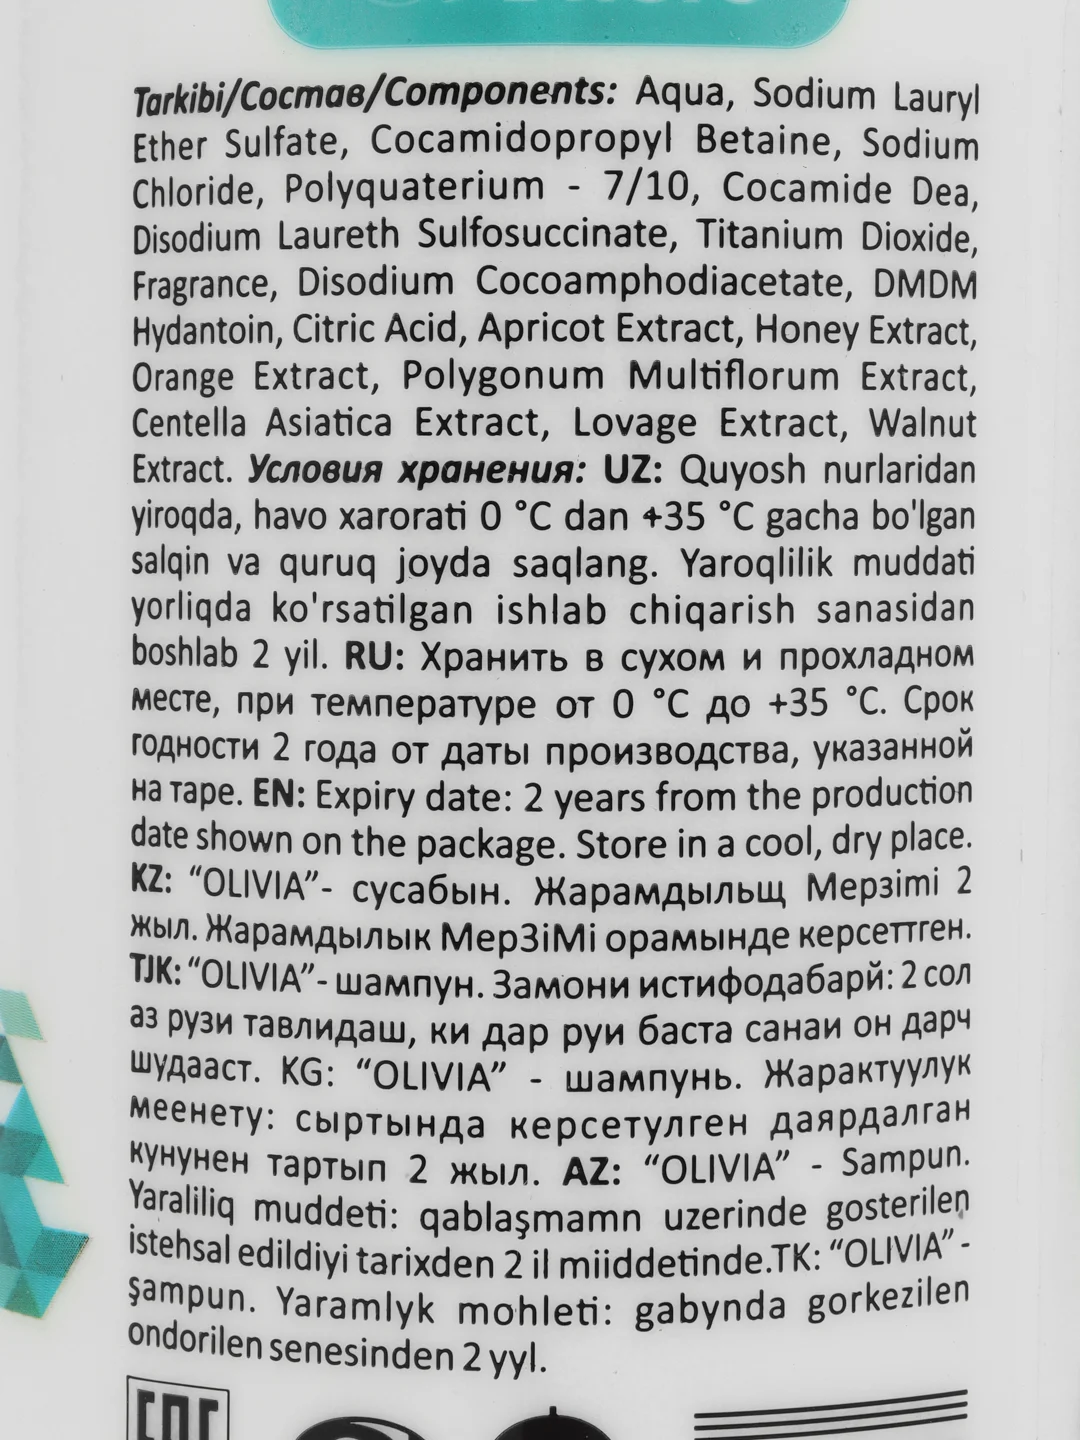 Tarkibi/Состав/Components: Aqua, Sodium Lauryl
Ether Sulfate, Cocamidopropyl Betaine, Sodium
Chloride, Polyquaterium - 7/10, Cocamide Dea,
Disodium Laureth Sulfosuccinate, Titanium Dioxide,
Fragrance, Disodium Cocoamphodiacetate, DMDM
Hydantoin, Citric Acid, Apricot Extract, Honey Extract,
Orange Extract, Polygonum Multiflorum Extract,
Centella Asiatica Extract, Lovage Extract, Walnut
Extract. Условия хранения: UZ: Quyosh nurlaridan
yiroqda, havo xarorati 0 °C dan +35 °C gacha bo'lgan
salqin va quruq joyda saqlang. Yaroqlilik muddati
yorliqda ko'rsatilgan ishlab chiqarish sanasidan
boshlab 2 yil. RU: Хранить в сухом и прохладном
месте, при температуре от 0 °C до +35 °C. Срок
годности 2 года от даты производства, указанной
на таре. EN: Expiry date: 2 years from the production
date shown on the package. Store in a cool, dry place.
KZ: “OLIVIA”- сусабын. Жарамдыльщ Мерзімі 2
жыл. Жарамдылык МерЗіМі орамынде керсеттген.
TJK: “OLIVIA”- шампун. Замони истифодабарй: 2 сол
аз рузи тавлидаш, ки дар руи баста санаи он дарч
шудааст. KG: “OLIVIA” - шампунь. Жарактуулук
меенету: сыртында керсетулген даярдалган
кунунен тартып 2 жыл. AZ: “OLIVIA” - Sampun.
Yaraliliq muddeti: qablaşmamn uzerinde gosterilen
istehsal edildiyi tarixden 2 il miiddetinde.TK: “OLIVIA” -
şampun. Yaramlyk mohleti: gabynda gorkezilen
ondorilen senesinden 2 yyl.